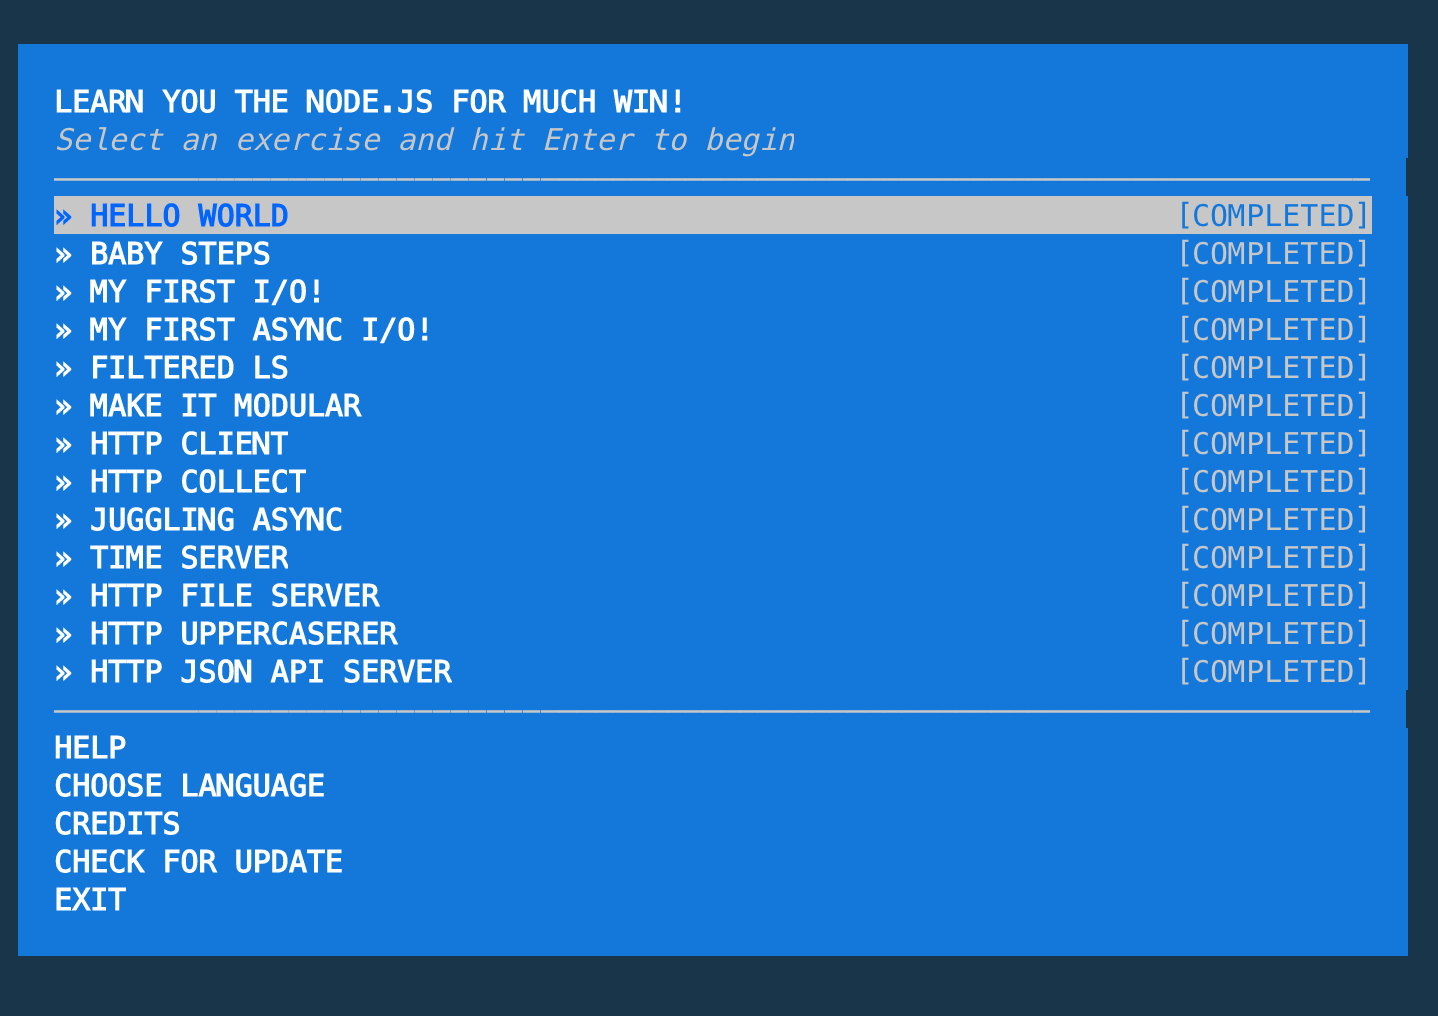 LEARN YOU THE NODE.JS FOR MUCH WIN!
Select an exercise and hit Enter to begin
» HELLO WORLD [COMPLETED]
» BABY STEPS [COMPLETED]
» MY FIRST I/O! [COMPLETED]
» MY FIRST ASYNC I/O! [COMPLETED]
» FILTERED LS [COMPLETED]
» MAKE IT MODULAR [COMPLETED]
» HTTP CLIENT [COMPLETED]
» HTTP COLLECT [COMPLETED]
» JUGGLING ASYNC [COMPLETED]
» TIME SERVER [COMPLETED]
» HTTP FILE SERVER [COMPLETED]
» HTTP UPPERCASERER [COMPLETED]
» HTTP JSON API SERVER [COMPLETED]
HELP
CHOOSE LANGUAGE
CREDITS
CHECK FOR UPDATE
EXIT